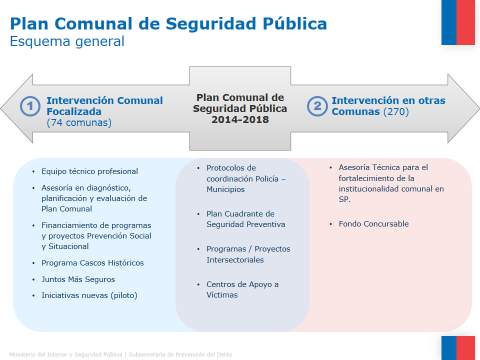 Plan Comunal de Seguridad Pública
Esquema general
1
Intervención Comunal
Focalizada
(74 comunas)
Plan Comunal de
Seguridad Pública
2014-2018
2
Intervención en otras
Comunas (270)
• Equipo técnico profesional
• Asesoría en diagnóstico,
planificación y evaluación de
Plan Comunal
• Financiamiento de programas
y proyectos Prevención Social
y Situacional
• Programa Cascos Históricos
• Juntos Más Seguros
• Iniciativas nuevas (piloto)
• Protocolos de
coordinación Policía –
Municipios
• Plan Cuadrante de
Seguridad Preventiva
• Programas / Proyectos
Intersectoriales
• Centros de Apoyo a
Víctimas
• Asesoría Técnica para el
fortalecimiento de la
institucionalidad comunal en
SP.
• Fondo Concursable
Ministerio del Interior y Seguridad Pública | Subsecretaría de Prevención del Delito